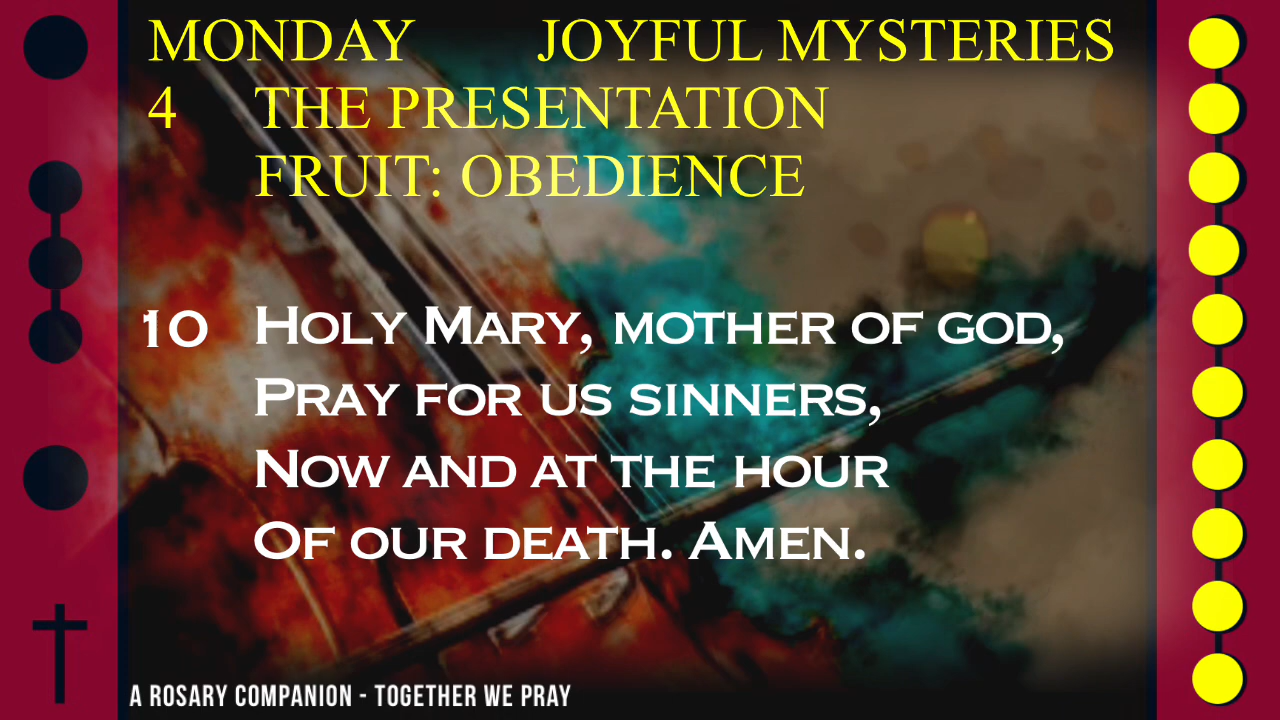 MONDAY JOYFUL MYSTERIES
4 THE PRESENTATION
FRUIT: OBEDIENCE
10 HOLY MARY, MOTHER OF GOD,
PRAY FOR US SINNERS,
NOW AND AT THE HOUR
OF OUR DEATH. AMEN.
A ROSARY COMPANION - TOGETHER WE PRAY